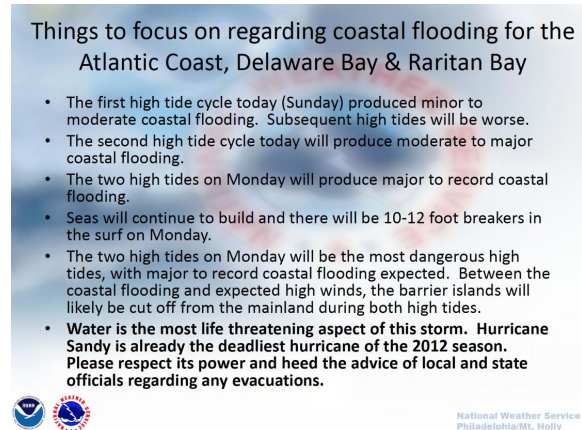 Things to focus on regarding coastal flooding for the
Atlantic Coast, Delaware Bay & Raritan Bay
• The first high tide cycle today (Sunday) produced minor to
moderate coastal flooding.  Subsequent high tides will be worse.
• The second high tide cycle today will produce moderate to major
coastal flooding.
• The two high tides on Monday will produce major to record coastal
flooding.
• Seas will continue to build and there will be 10-12 foot breakers in
the surf on Monday.
• The two high tides on Monday will be the most dangerous high
tides, with major to record coastal flooding expected.  Between the
coastal flooding and expected high winds, the barrier islands will
likely be cut off from the mainland during both high tides.
• Water is the most life threatening aspect of this storm.  Hurricane
Sandy is already the deadliest hurricane of the 2012 season.
Please respect its power and heed the advice of local and state
officials regarding any evacuations.
NOAA
NATIONAL WEATHER SERVICE
National Weather Service
Philadelphia/Mt. Holly